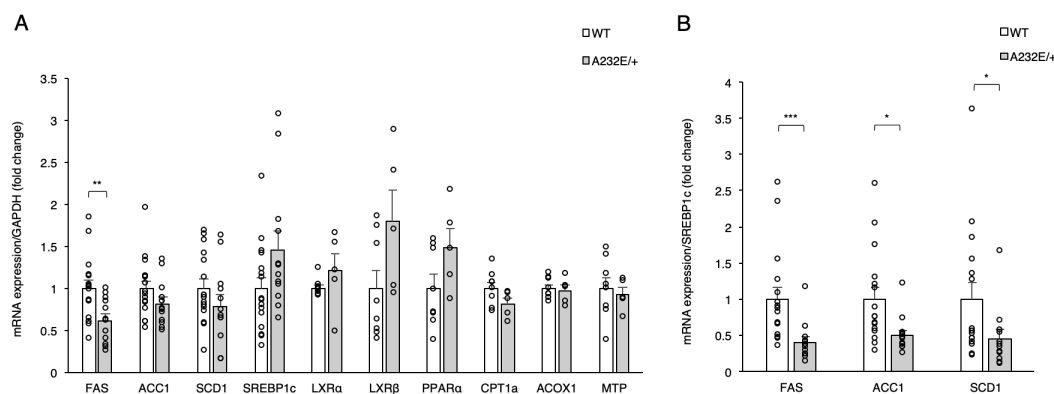 A
WT
A232E/+
mRNA expression/GAPDH (fold change)
3.5
3
2.5
2
1.5
1
0.5
0
**
FAS ACC1 SCD1 SREBP1c LXRα LXRβ PPARα CPT1a ACOX1 MTP
B
WT
A232E/+
mRNA expression/SREBP1c (fold change)
4
3.5
3
2.5
2
1.5
1
0.5
0
***
*
*
FAS ACC1 SCD1